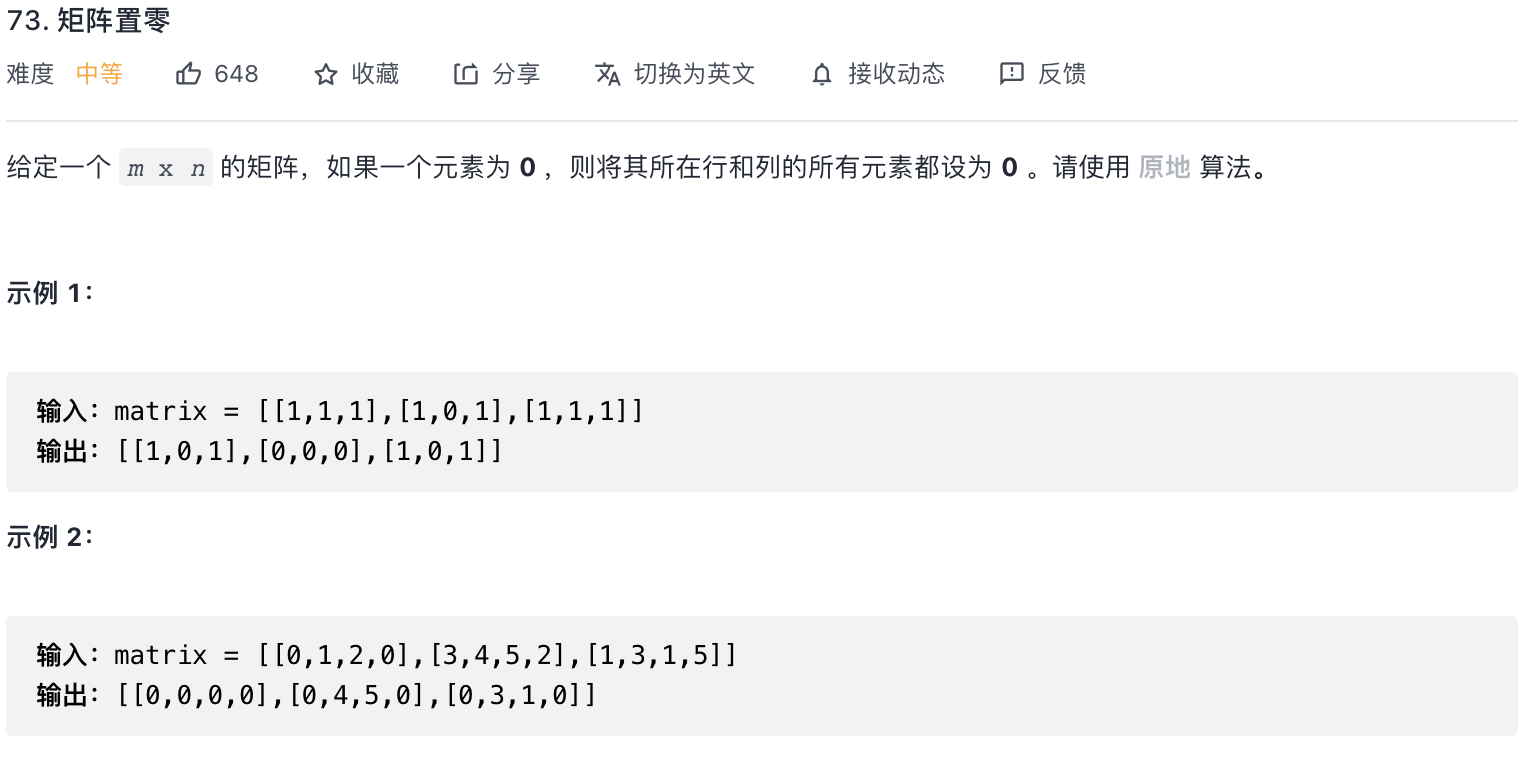 73. 矩阵置零
难度 中等 648 收藏 分享 切换为英文 接收动态 反馈
给定一个 m x n 的矩阵，如果一个元素为 0 ，则将其所在行和列的所有元素都设为 0 。请使用 原地 算法。
示例 1：
输入：matrix = [[1,1,1],[1,0,1],[1,1,1]]
输出：[[1,0,1],[0,0,0],[1,0,1]]
示例 2：
输入：matrix = [[0,1,2,0],[3,4,5,2],[1,3,1,5]]
输出：[[0,0,0,0],[0,4,5,0],[0,3,1,0]]